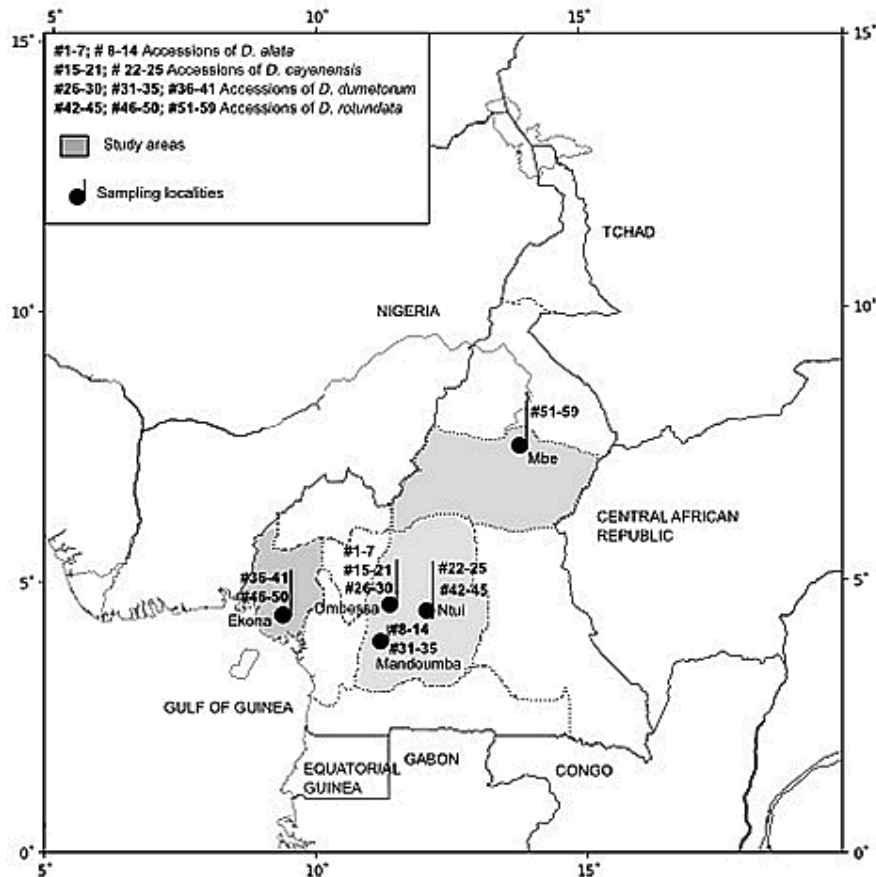 5°
10°
15°
15°
15°
#1-7; # 8-14 Accessions of D. alata
#15-21; # 22-25 Accessions of D. cayenensis
#26-30; #31-35; #36-41 Accessions of D. dumetorum
#42-45; #46-50; #51-59 Accessions of D. rotundata
Study areas
Sampling localities
TCHAD
10°
10°
NIGERIA
#51-59
Mbe
CENTRAL AFRICAN
REPUBLIC
5°
5°
#1-7
#15-21
#26-30
Ombessa
#22-25
#42-45
Ntui
#36-41
#46-50
Ekona
#8-14
#31-35
Mandoumba
GULF OF GUINEA
EQUATORIAL
GUINEA
GABON
CONGO
0°
0°
5°
10°
15°